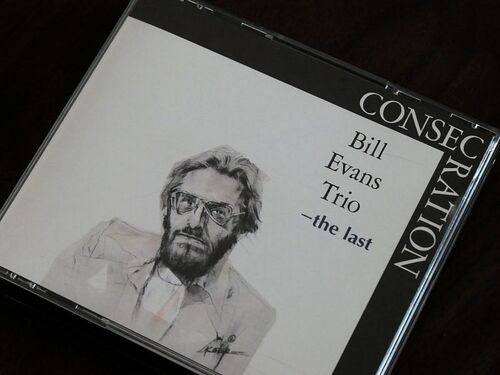 CONSECRATION
Bill
Evans
Trio
—the last